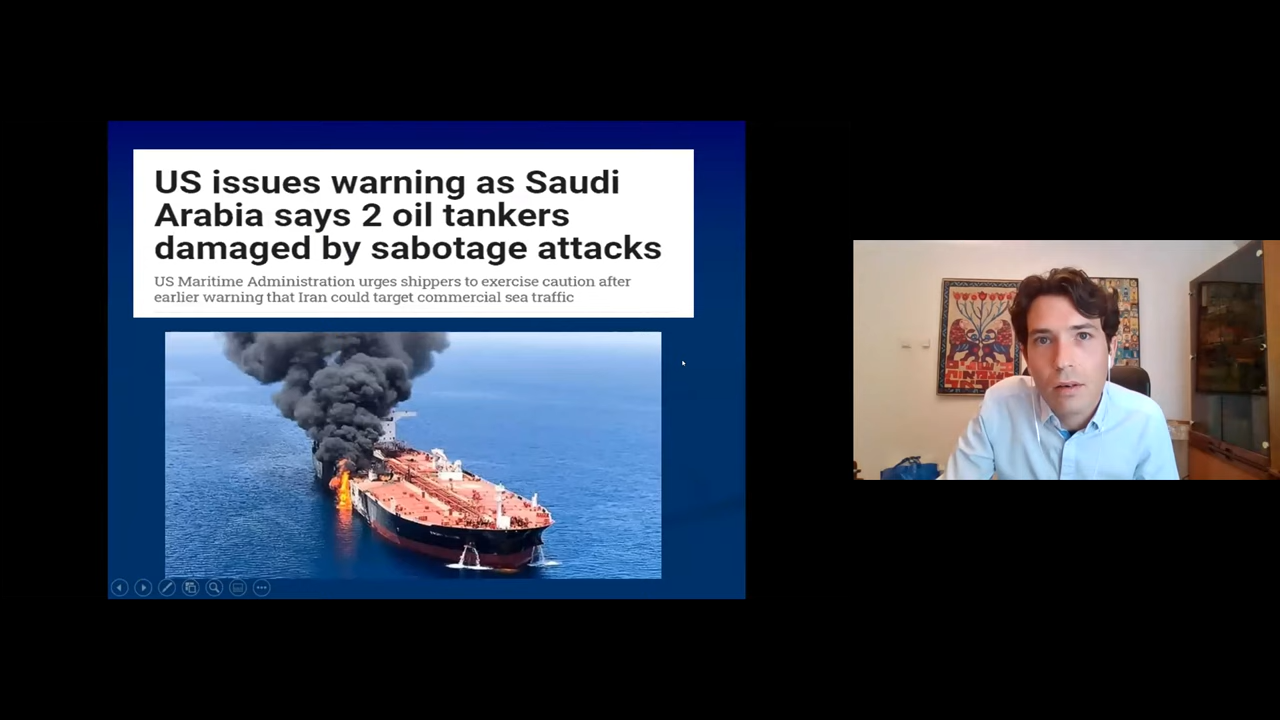 US issues warning as Saudi
Arabia says 2 oil tankers
damaged by sabotage attacks
US Maritime Administration urges shippers to exercise caution after
earlier warning that Iran could target commercial sea traffic